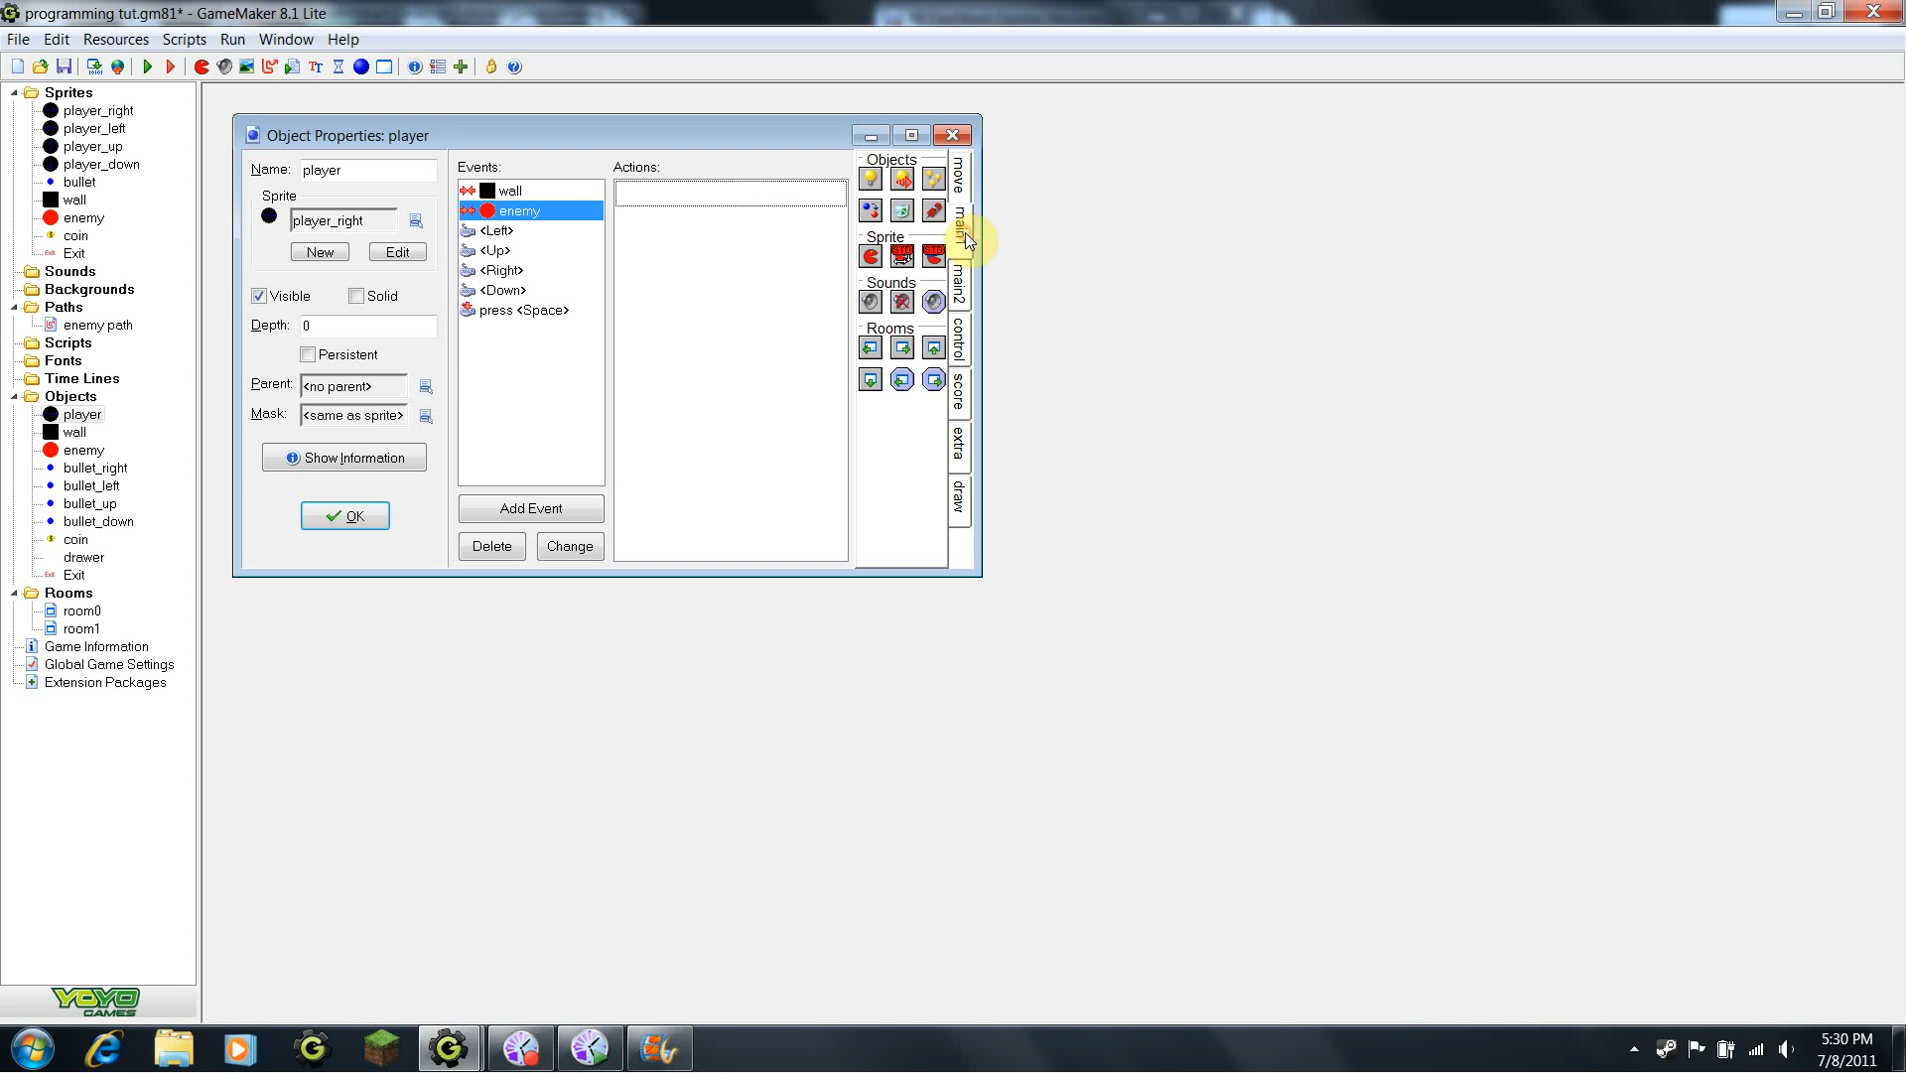 programming tut.gm81* - GameMaker 8.1 Lite
File Edit Resources Scripts Run Window Help
Sprites
player_right
player_left
player_up
player_down
bullet
wall
enemy
coin
Exit
Sounds
Backgrounds
Paths
enemy path
Scripts
Fonts
Time Lines
Objects
player
wall
enemy
bullet_right
bullet_left
bullet_up
bullet_down
coin
drawer
Exit
Rooms
room0
room1
Game Information
Global Game Settings
Extension Packages
YOYO
GAMES
Object Properties: player
Name: player
Sprite
player_right
New Edit
Visible Solid
Depth: 0
Persistent
Parent: <no parent>
Mask: <same as sprite>
Show Information
OK
Events:
wall
enemy
<Left>
<Up>
<Right>
<Down>
press <Space>
Add Event
Delete Change
Actions:
Objects
Sprite
Sounds
Rooms
move
main1
main2
control
score
extra
draw
5:30 PM
7/8/2011